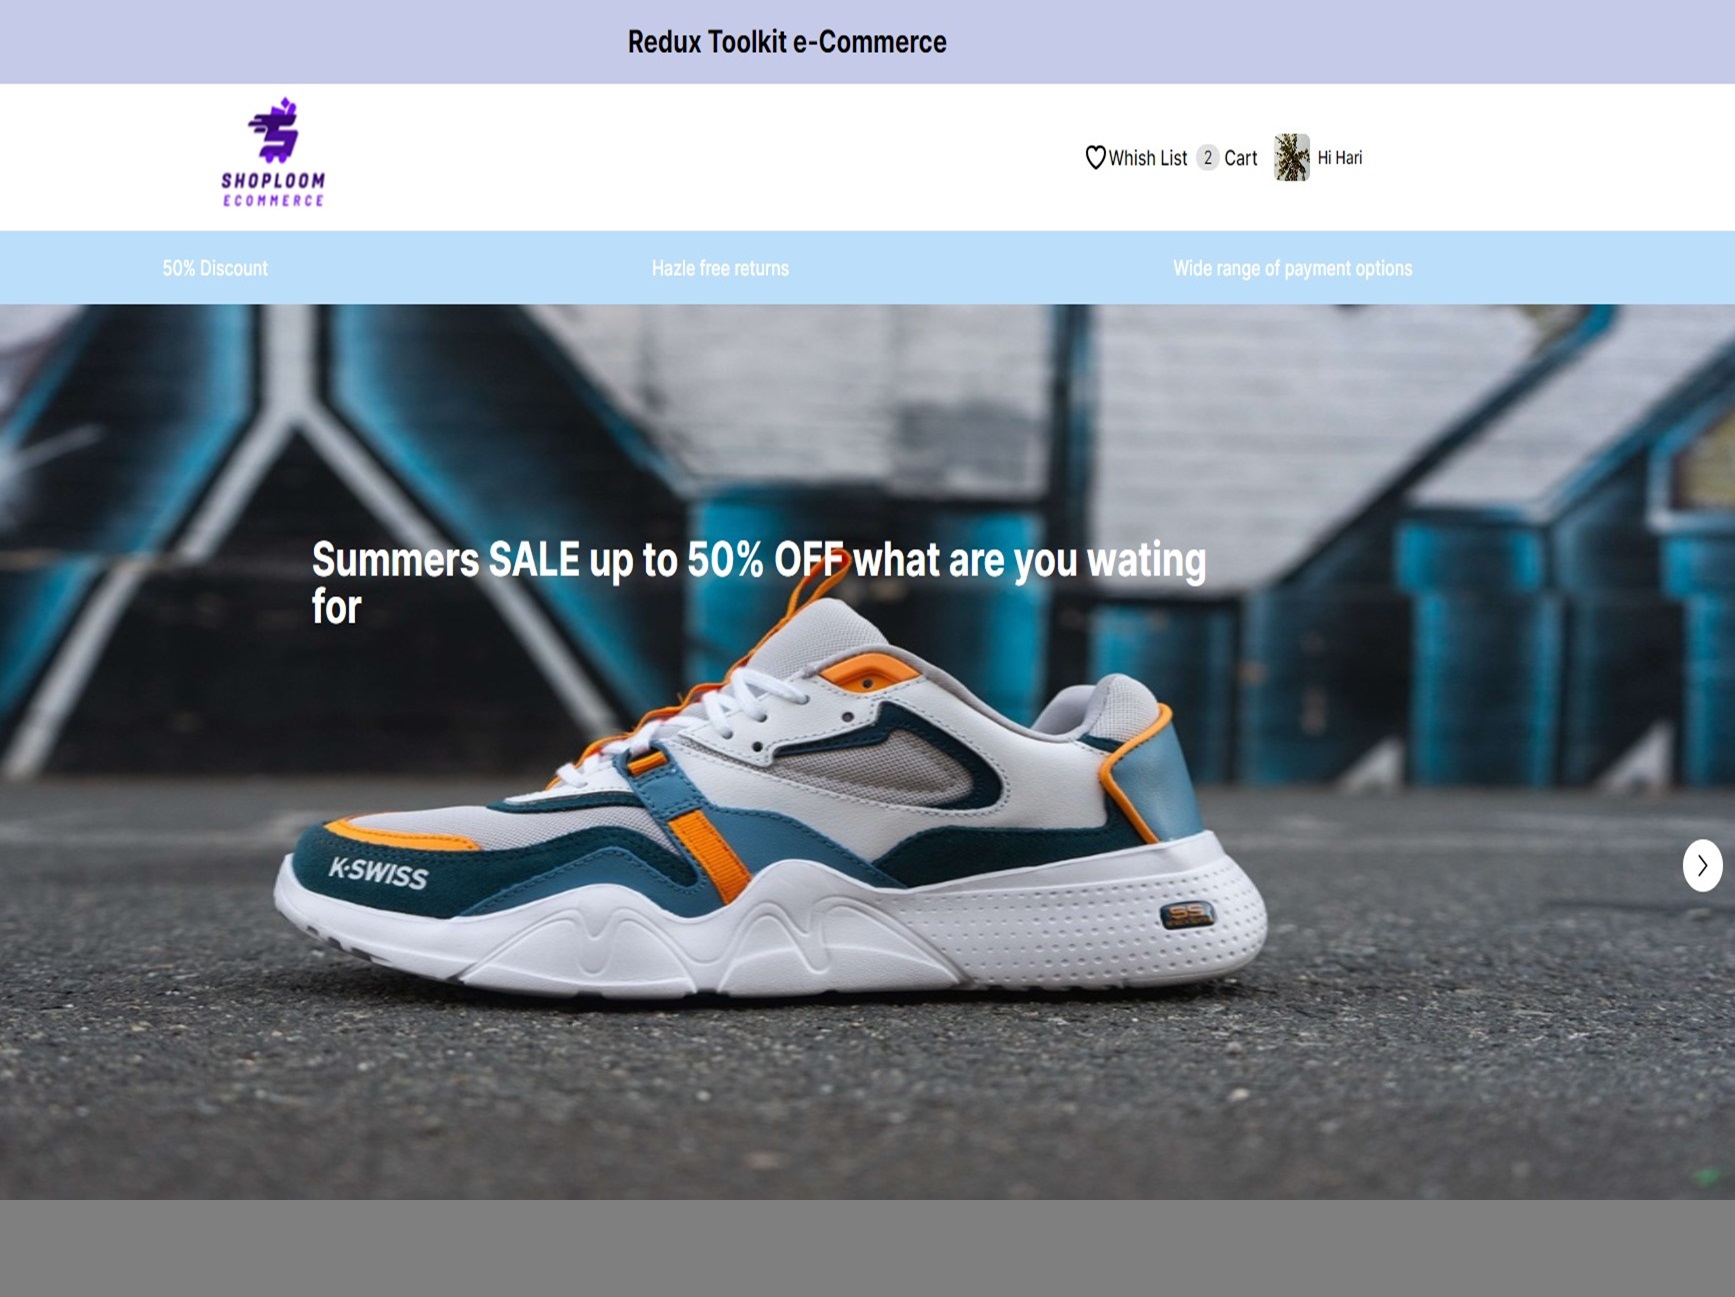 Redux Toolkit e-Commerce
SHOPLOOM
ECOMMERCE
Whish List 2 Cart Hi Hari
50% Discount Hazle free returns Wide range of payment options
Summers SALE up to 50% OFF what are you wating
for
K·SWISS
SS